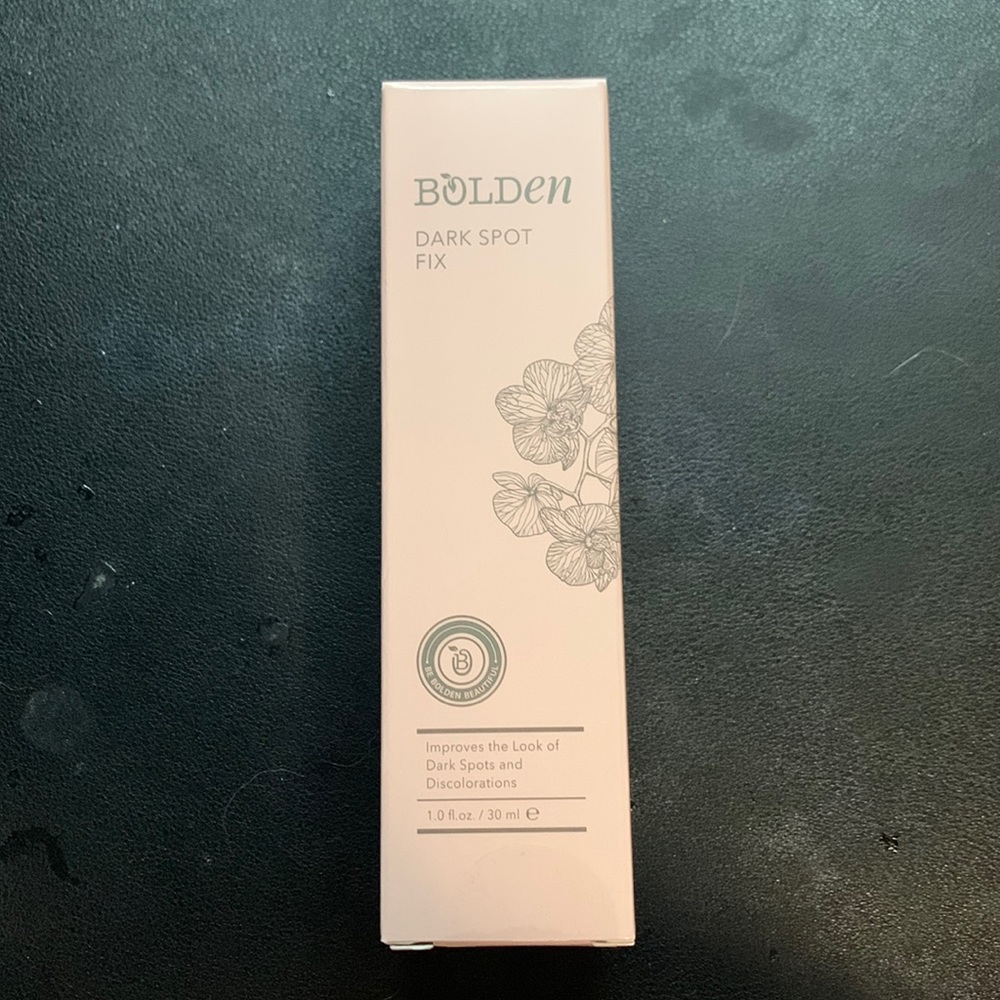 BOLDen
DARK SPOT
FIX
B
BE BOLDEN BEAUTIFUL
Improves the Look of
Dark Spots and
Discolorations
1.0 fl.oz. / 30 ml ℮